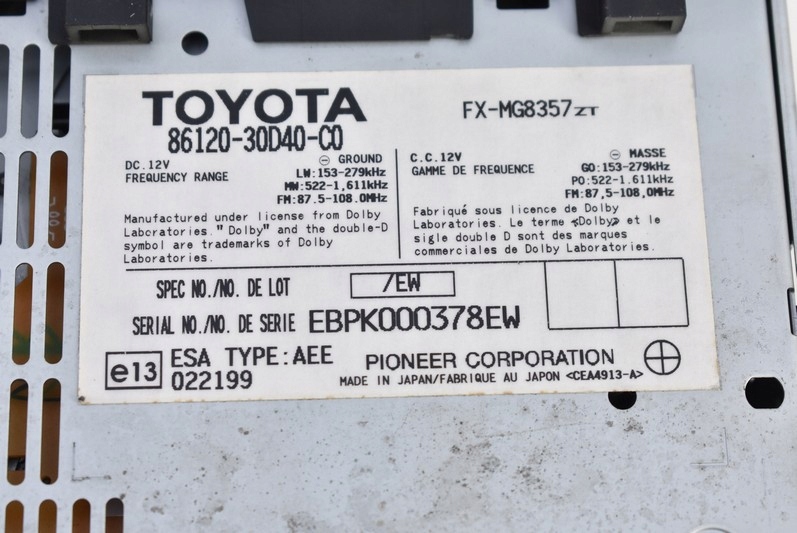 TOYOTA
86120-30D40-C0
FX-MG8357ZT
DC.12V ⊖ GROUND
FREQUENCY RANGE LW:153-279kHz
MW:522-1,611kHz
FM:87.5-108.0MHz
Manufactured under license from Dolby
Laboratories. "Dolby" and the double-D
symbol are trademarks of Dolby
Laboratories.
C.C.12V ⊖ MASSE
GAMME DE FREQUENCE GO:153-279kHz
PO:522-1.611kHz
FM:87,5-108,0MHz
Fabriqué sous licence de Dolby
Laboratories. Le terme «Dolby» et le
sigle double D sont des marques
commerciales de Dolby Laboratories.
SPEC NO./NO. DE LOT /EW
SERIAL NO./NO. DE SERIE EBPK000378EW
e13 ESA TYPE:AEE
022199
PIONEER CORPORATION
MADE IN JAPAN/FABRIQUE AU JAPON <CEA4913-A>